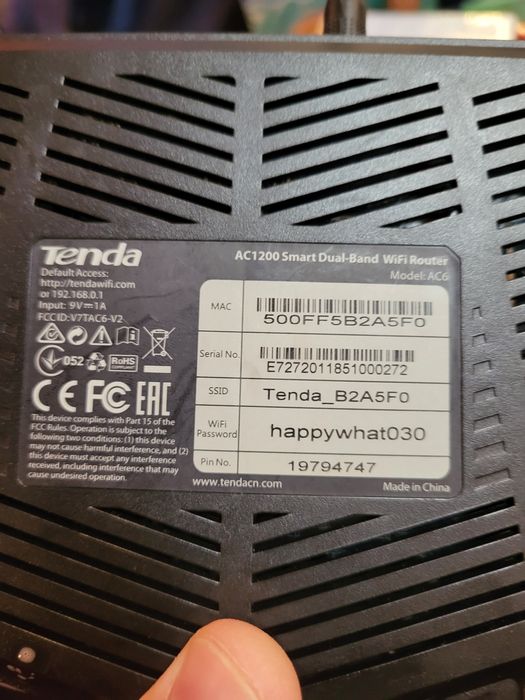 Tenda
AC1200 Smart Dual-Band WiFi Router
Model: AC6
Default Access:
http://tendawifi.com
or 192.168.0.1
Input: 9V⎓1A
FCC ID: V7TAC6-V2
052
RoHS
COMPLIANT
CE FC EAC
This device complies with Part 15 of the
FCC Rules. Operation is subject to the
following two conditions: (1) this device
may not cause harmful interference, and (2)
this device must accept any interference
received, including interference that may
cause undesired operation.
MAC
500FF5B2A5F0
Serial No.
E7272011851000272
SSID
Tenda_B2A5F0
WiFi
Password
happywhat030
Pin No.
19794747
www.tendacn.com
Made in China